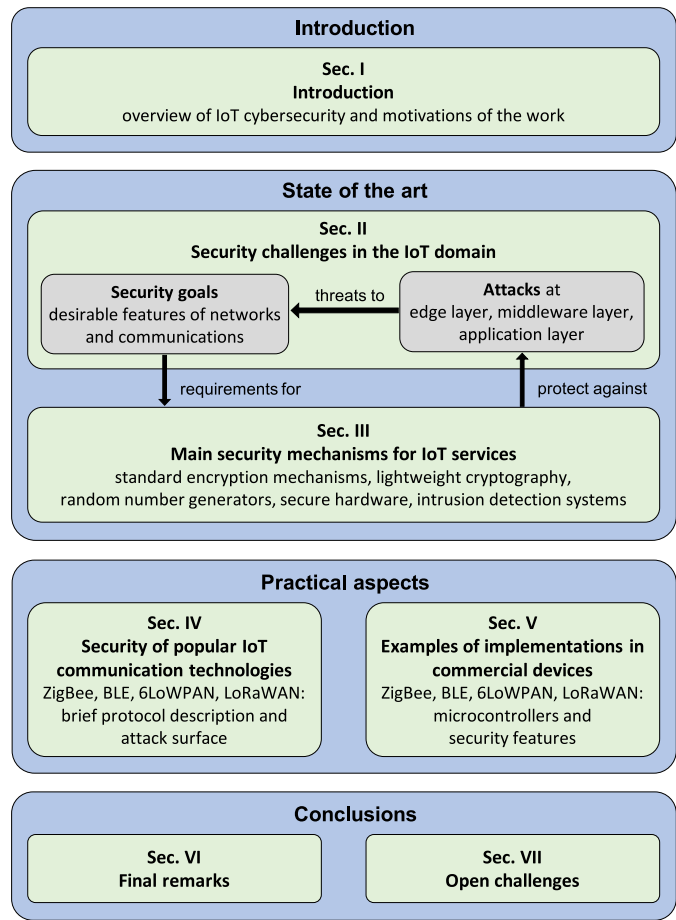 Introduction
Sec. I
Introduction
overview of IoT cybersecurity and motivations of the work
State of the art
Sec. II
Security challenges in the IoT domain
Security goals
desirable features of networks
and communications
threats to
Attacks at
edge layer, middleware layer,
application layer
requirements for
protect against
Sec. III
Main security mechanisms for IoT services
standard encryption mechanisms, lightweight cryptography,
random number generators, secure hardware, intrusion detection systems
Practical aspects
Sec. IV
Security of popular IoT
communication technologies
ZigBee, BLE, 6LoWPAN, LoRaWAN:
brief protocol description and
attack surface
Sec. V
Examples of implementations in
commercial devices
ZigBee, BLE, 6LoWPAN, LoRaWAN:
microcontrollers and
security features
Conclusions
Sec. VI
Final remarks
Sec. VII
Open challenges